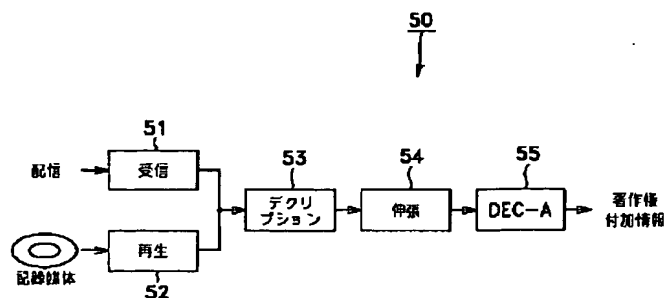 50
51
配信
受信
53
デクリ
プション
54
伸張
55
DEC-A
著作権
付加情報
再生
記録媒体
52